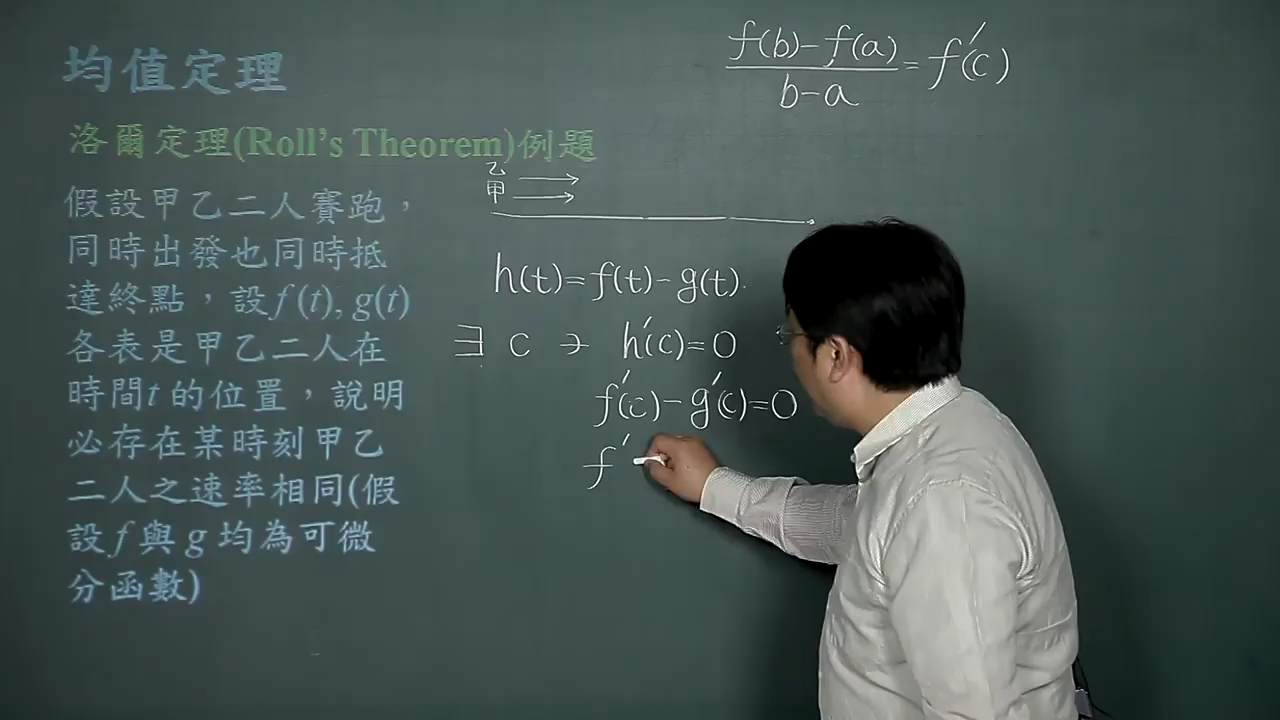 均值定理
洛爾定理(Roll's Theorem)例題
假設甲乙二人賽跑，
同時出發也同時抵
達終點，設f(t), g(t)
各表是甲乙二人在
時間t的位置，說明
必存在某時刻甲乙
二人之速率相同(假
設f與g均為可微
分函數)
f(b)-f(a)
b-a
= f'(c)
乙
甲
h(t)=f(t)-g(t).
∃ c ∋ h'(c)=0
f'(c)-g'(c)=0
f'